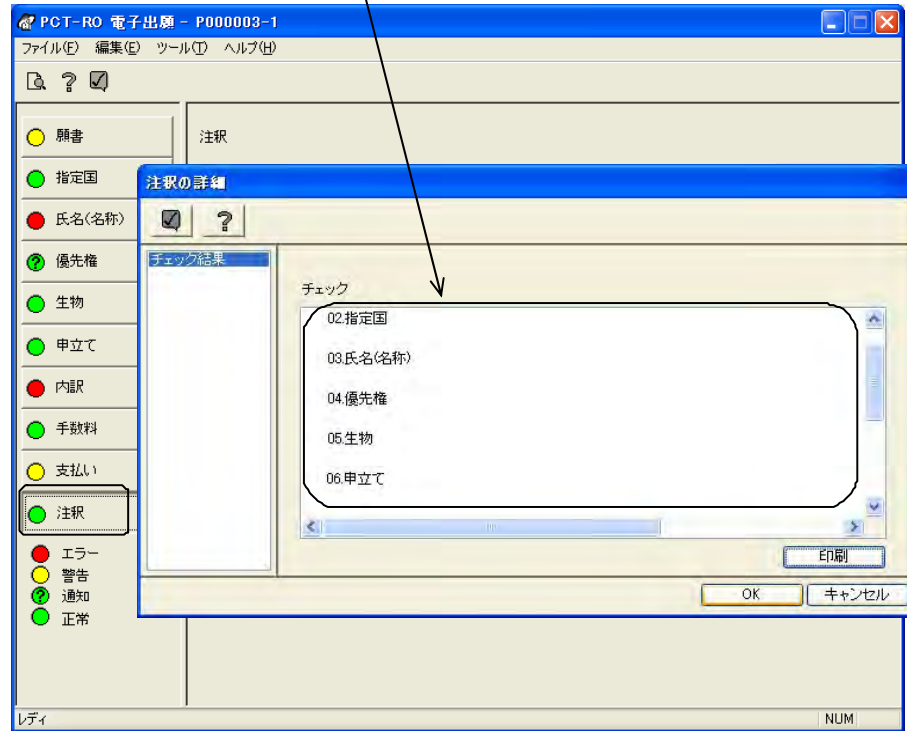 PCT-RO 電子出願 - P000003-1
ファイル(F) 編集(E) ツール(T) ヘルプ(H)
願書
注釈
指定国
氏名(名称)
優先権
生物
申立て
内訳
手数料
支払い
注釈
エラー
警告
通知
正常
注釈の詳細
チェック結果
チェック
02.指定国
03.氏名(名称)
04.優先権
05.生物
06.申立て
印刷
OK キャンセル
レディ NUM